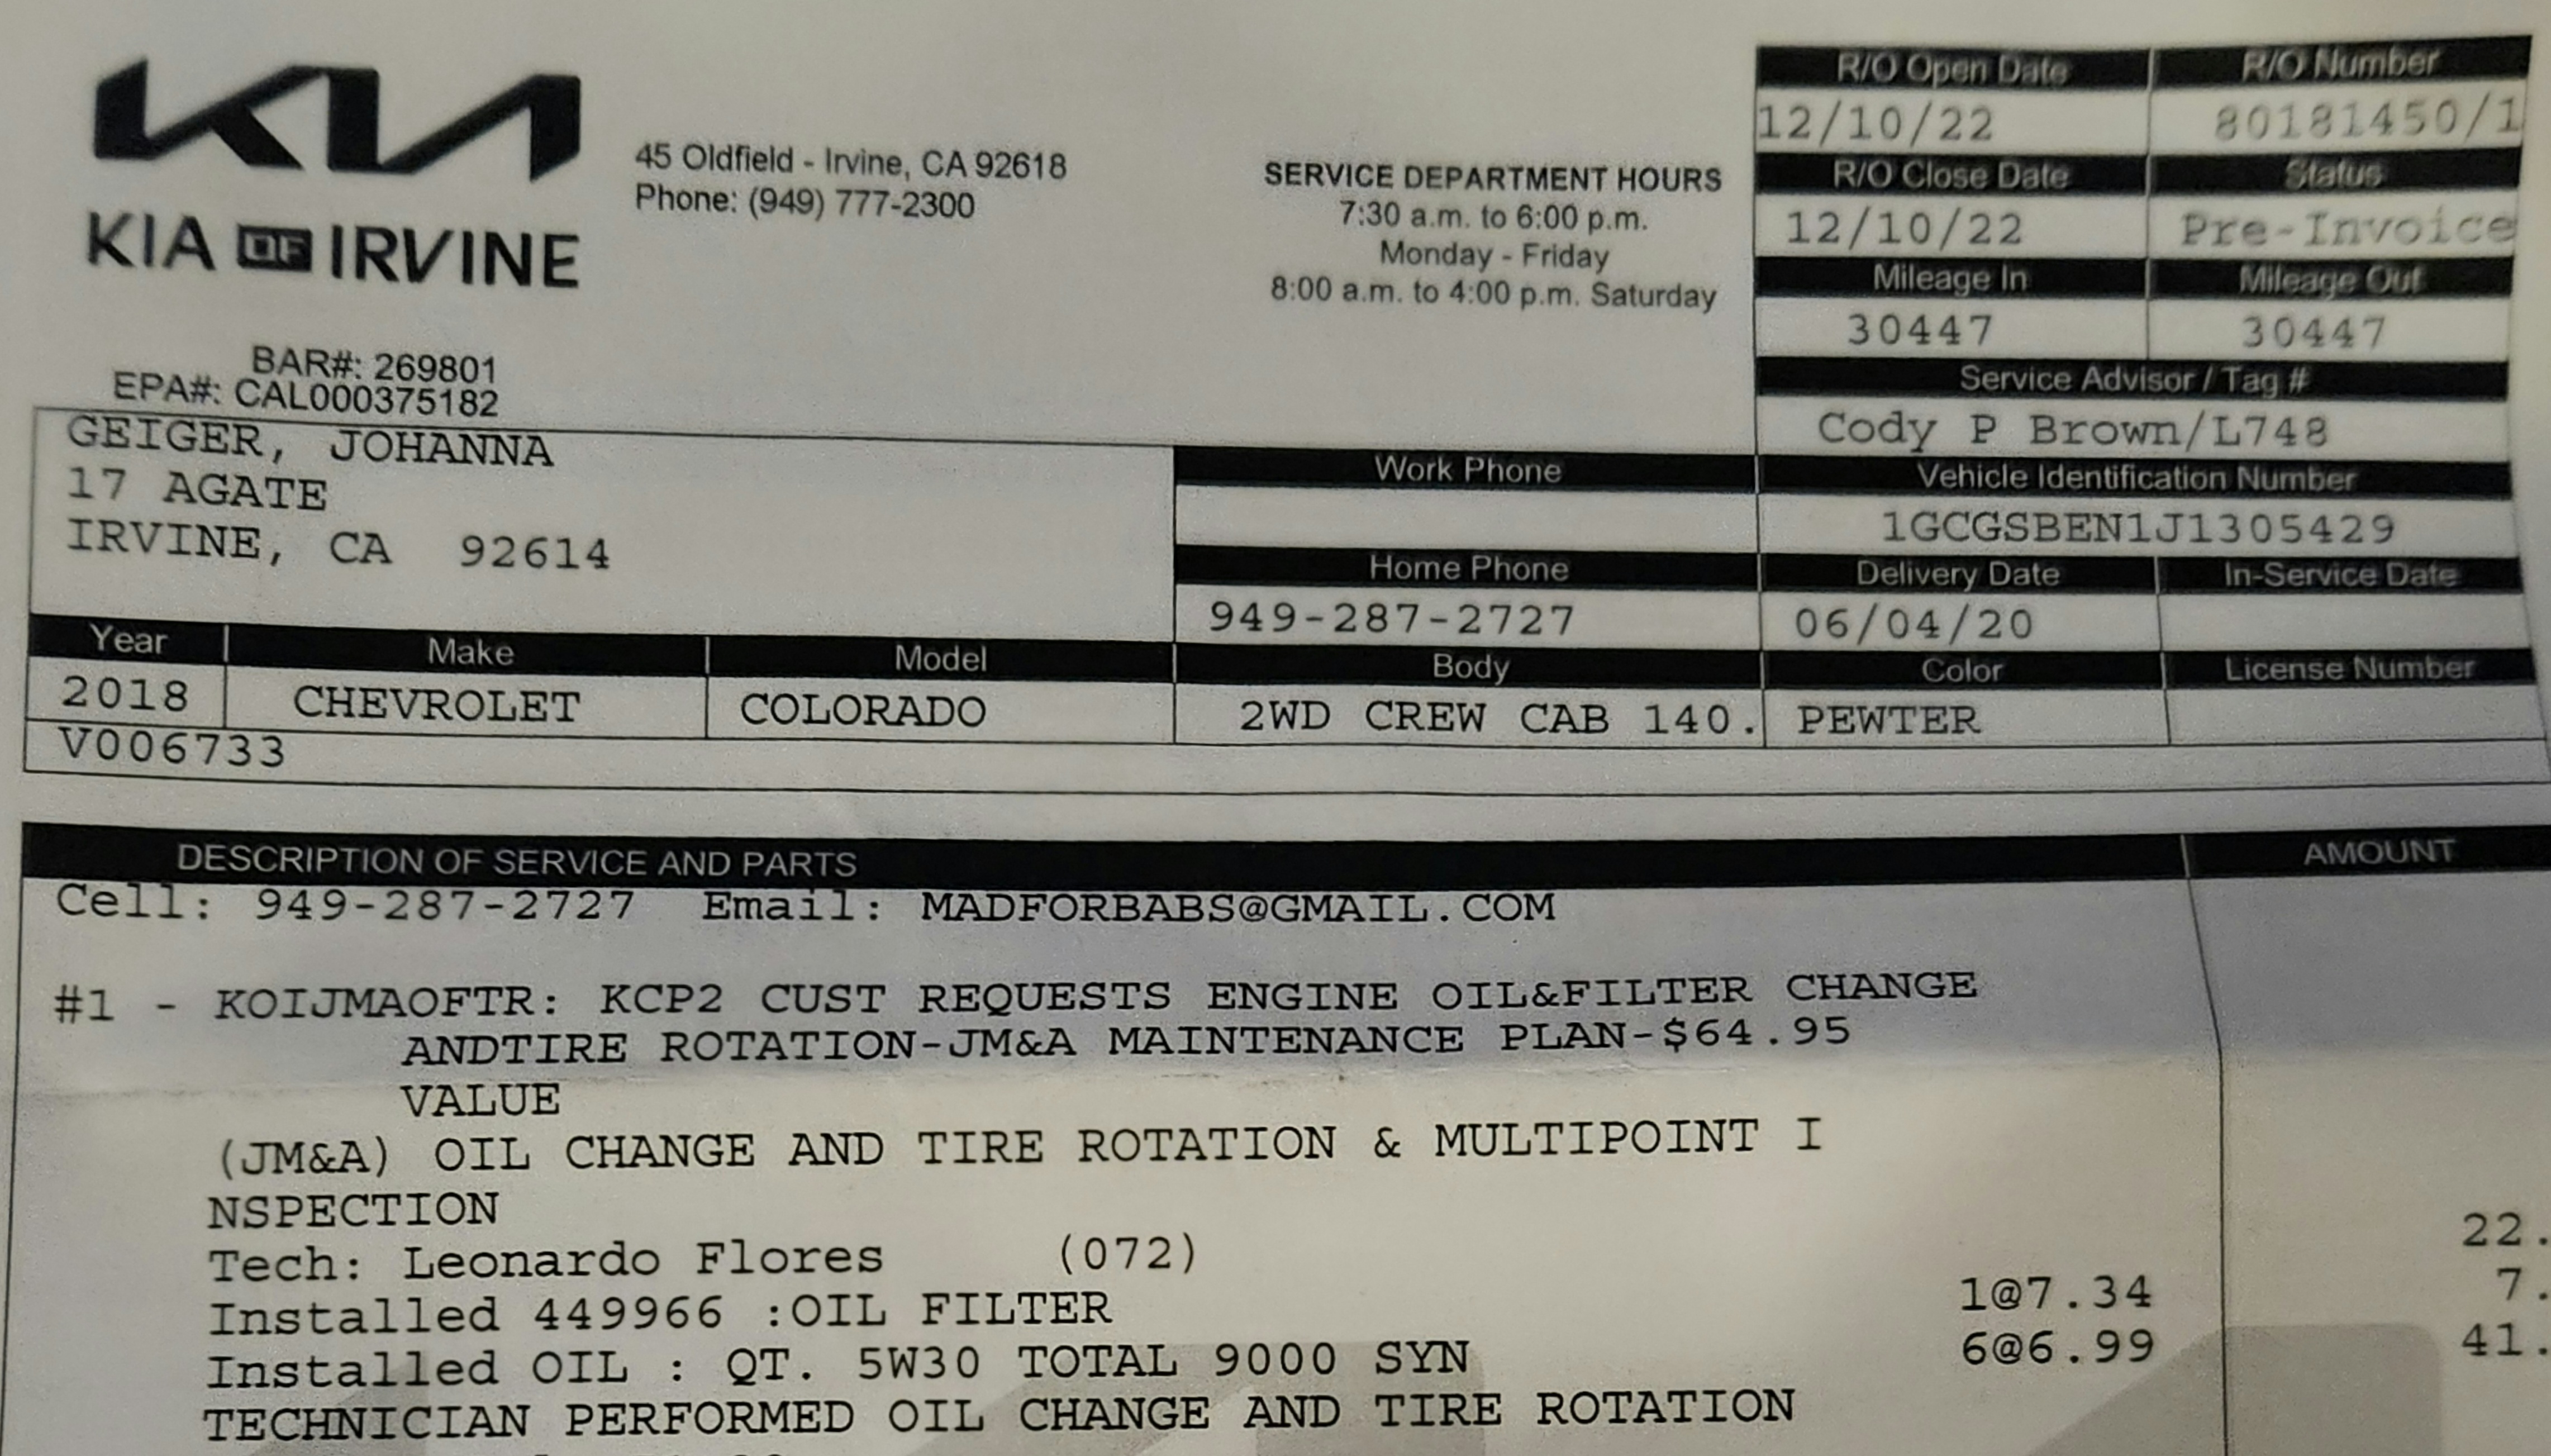 KIA
KIA OF IRVINE
45 Oldfield - Irvine, CA 92618
Phone: (949) 777-2300
SERVICE DEPARTMENT HOURS
7:30 a.m. to 6:00 p.m.
Monday - Friday
8:00 a.m. to 4:00 p.m. Saturday
R/O Open Date R/O Number
12/10/22 80181450/1
R/O Close Date Status
12/10/22 Pre-Invoice
Mileage In Mileage Out
30447 30447
Service Advisor / Tag #
Cody P Brown/L748
BAR#: 269801
EPA#: CAL000375182
GEIGER, JOHANNA
17 AGATE
IRVINE, CA 92614
Work Phone
Vehicle Identification Number
1GCGSBEN1J1305429
Home Phone Delivery Date In-Service Date
949-287-2727 06/04/20
Year Make Model Body Color License Number
2018 CHEVROLET COLORADO 2WD CREW CAB 140. PEWTER
V006733
DESCRIPTION OF SERVICE AND PARTS AMOUNT
Cell: 949-287-2727 Email: MADFORBABS@GMAIL.COM
#1 - KOIJMAOFTR: KCP2 CUST REQUESTS ENGINE OIL&FILTER CHANGE
ANDTIRE ROTATION-JM&A MAINTENANCE PLAN-$64.95
VALUE
(JM&A) OIL CHANGE AND TIRE ROTATION & MULTIPOINT I
NSPECTION
Tech: Leonardo Flores (072) 22.
Installed 449966 :OIL FILTER 1@7.34 7.
Installed OIL : QT. 5W30 TOTAL 9000 SYN 6@6.99 41.
TECHNICIAN PERFORMED OIL CHANGE AND TIRE ROTATION